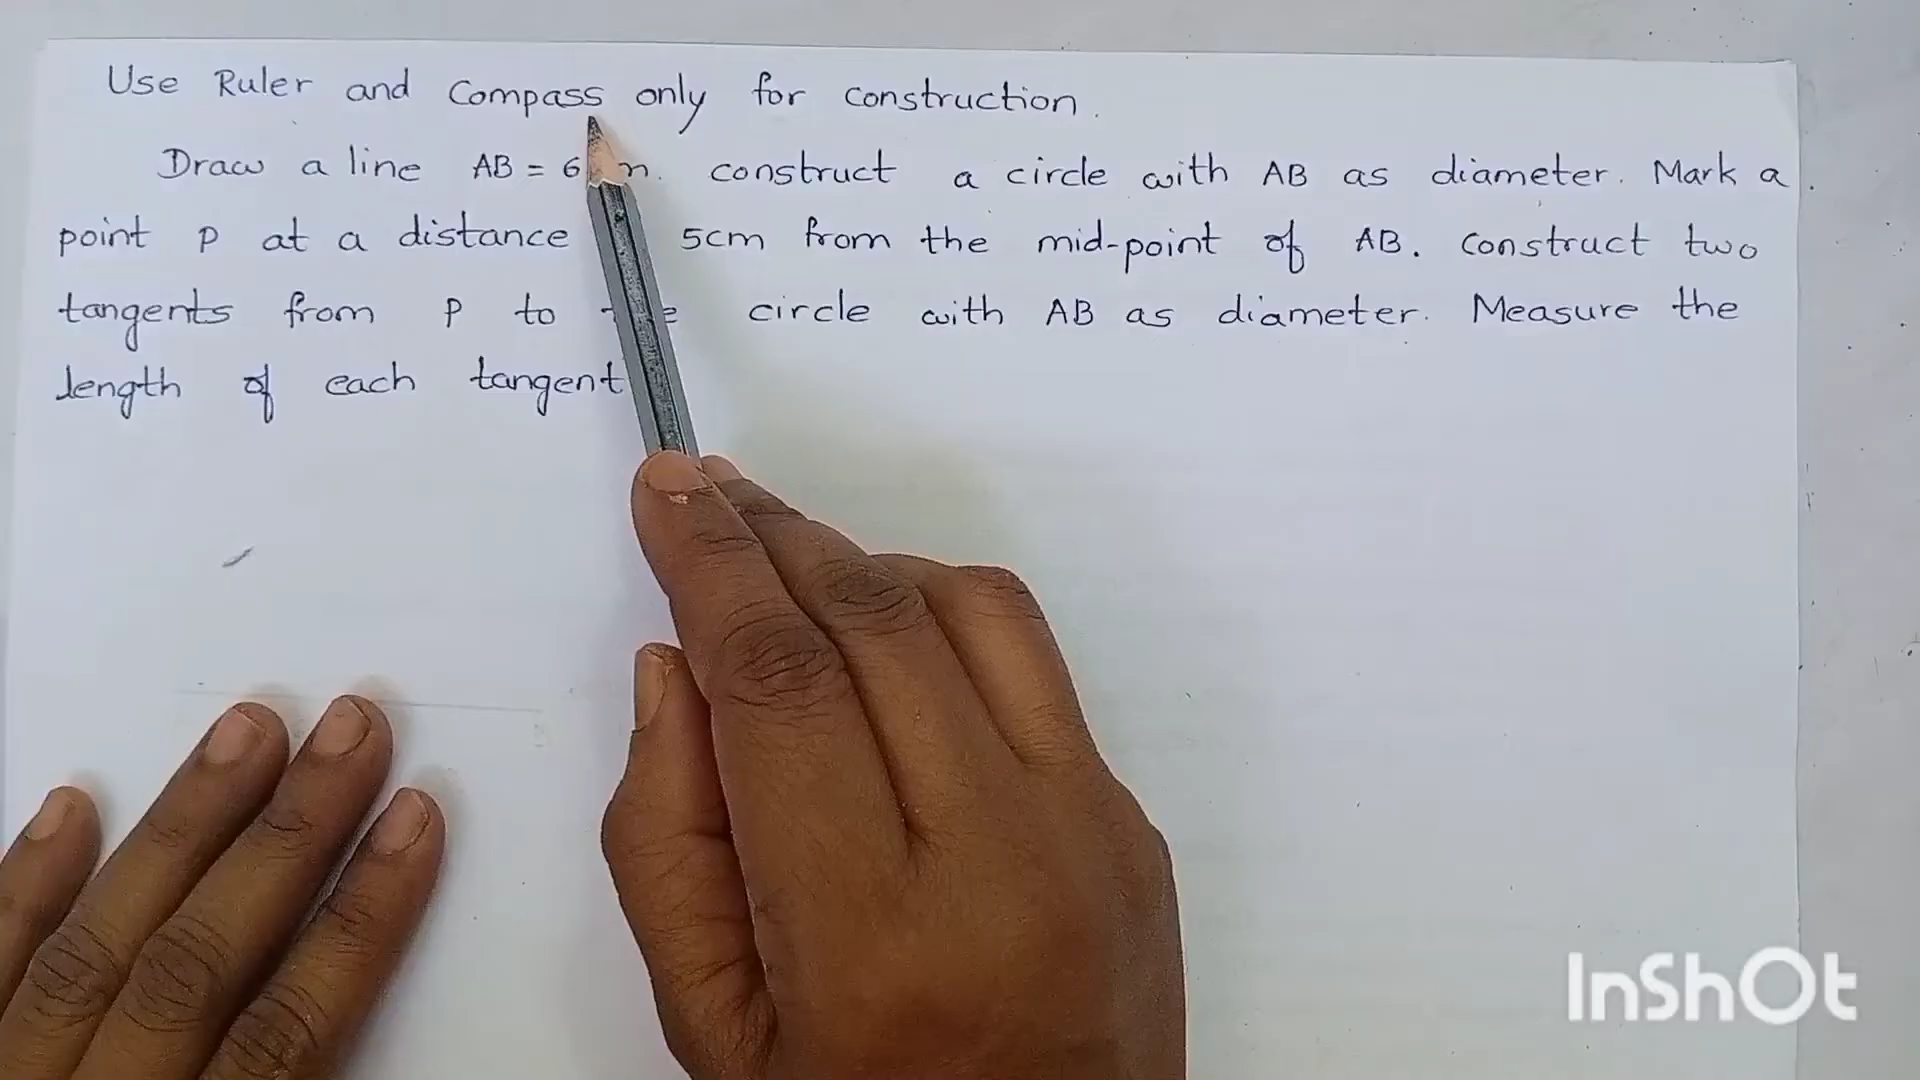 Use Ruler and Compass only for construction.
Draw a line AB = 6 construct a circle with AB as diameter. Mark a
point P at a distance 5cm from the mid-point of AB. construct two
tangents from P to circle with AB as diameter. Measure the
length of each tangent
InShOt